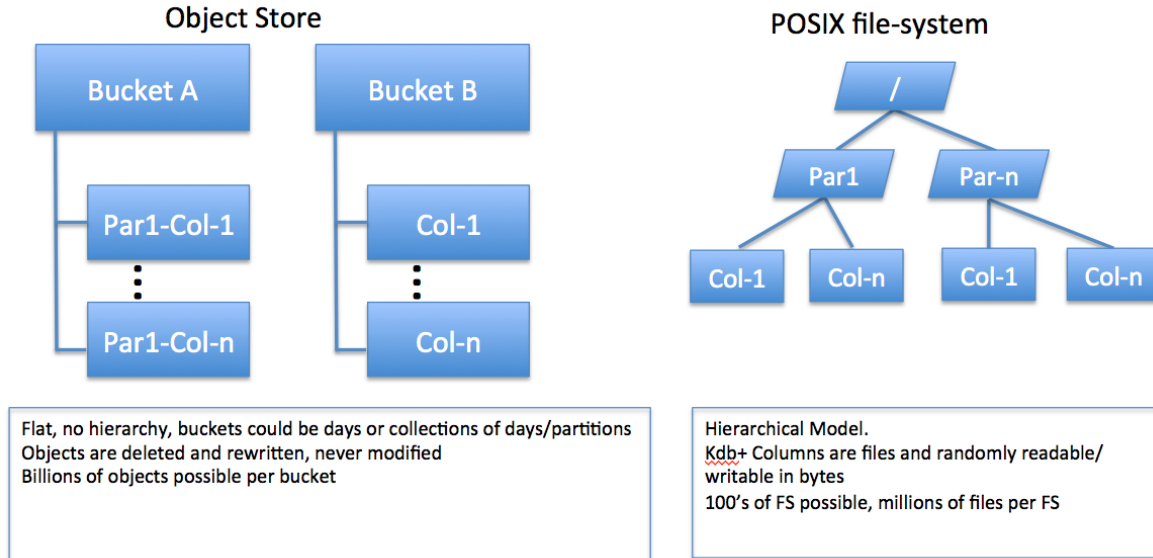 Object Store
Bucket A
Bucket B
Par1-Col-1
Par1-Col-n
Col-1
Col-n
Flat, no hierarchy, buckets could be days or collections of days/partitions
Objects are deleted and rewritten, never modified
Billions of objects possible per bucket
POSIX file-system
/
Par1
Par-n
Col-1
Col-n
Col-1
Col-n
Hierarchical Model.
Kdb+ Columns are files and randomly readable/
writable in bytes
100's of FS possible, millions of files per FS